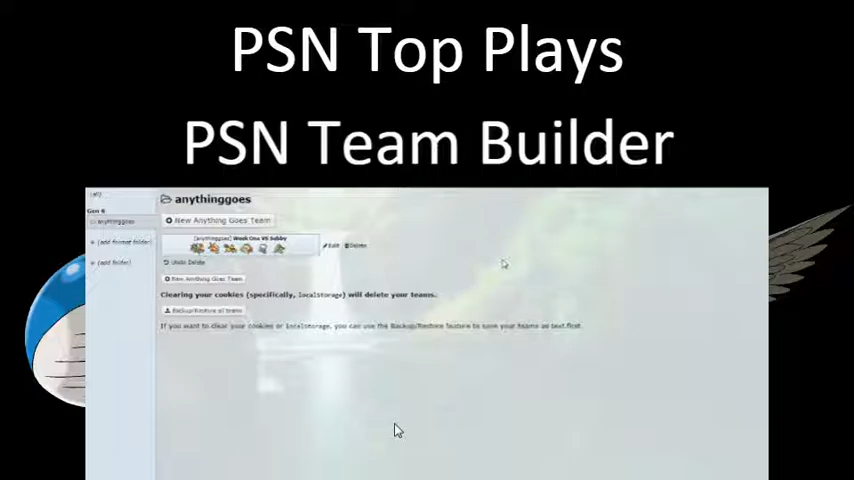 PSN Top Plays
PSN Team Builder
(all)
anythinggoes
Gen 6
anythinggoes
New Anything Goes Team
[anythinggoes] Week One VS Sebby
Edit Delete
(add format folder)
(add folder)
Undo Delete
New Anything Goes Team
Clearing your cookies (specifically, localStorage) will delete your teams.
Backup/Restore all teams
If you want to clear your cookies or localStorage, you can use the Backup/Restore feature to save your teams as text first.